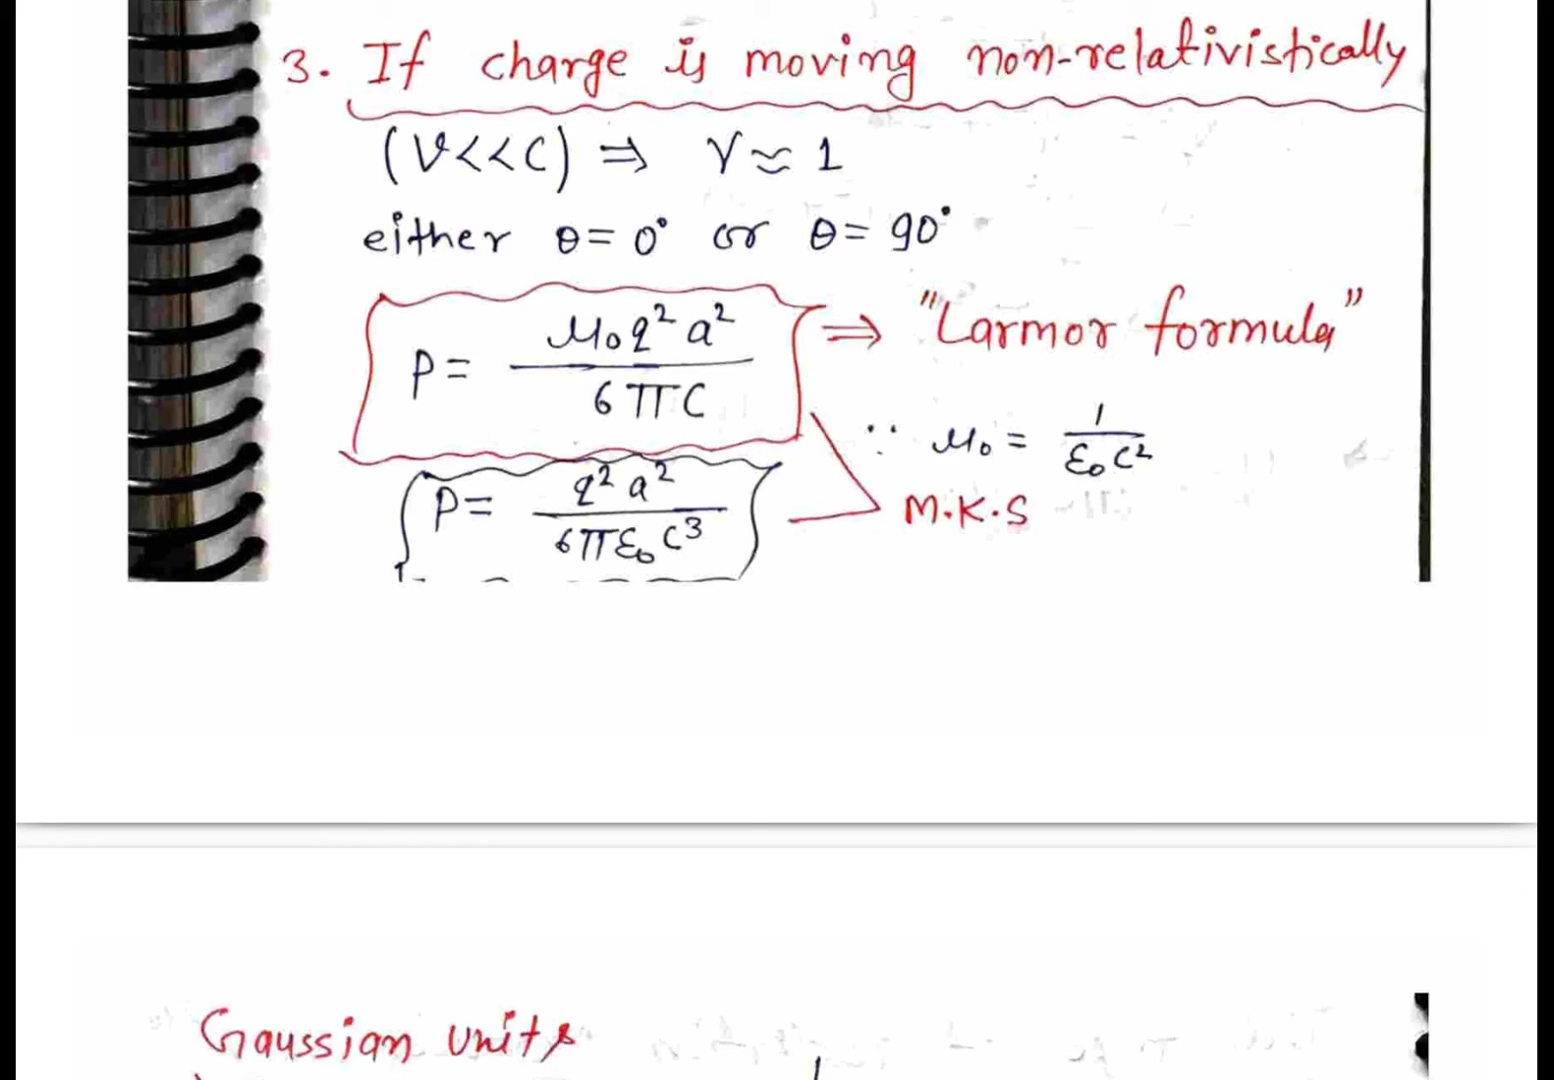 3. If charge is moving non-relativistically
(V<<C) ⇒ γ ≈ 1
either θ = 0° or θ = 90°
P = μ₀q²a² / 6πC ⇒ "Larmor formula"
∵ μ₀ = 1 / ε₀C²
P = q²a² / 6πε₀C³
M.K.S
Gaussian units